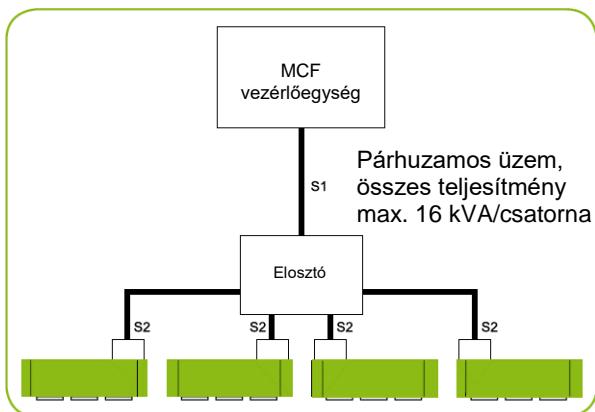 MCF
vezérlőegység
S1
Párhuzamos üzem,
összes teljesítmény
max. 16 kVA/csatorna
Elosztó
S2
S2
S2
S2